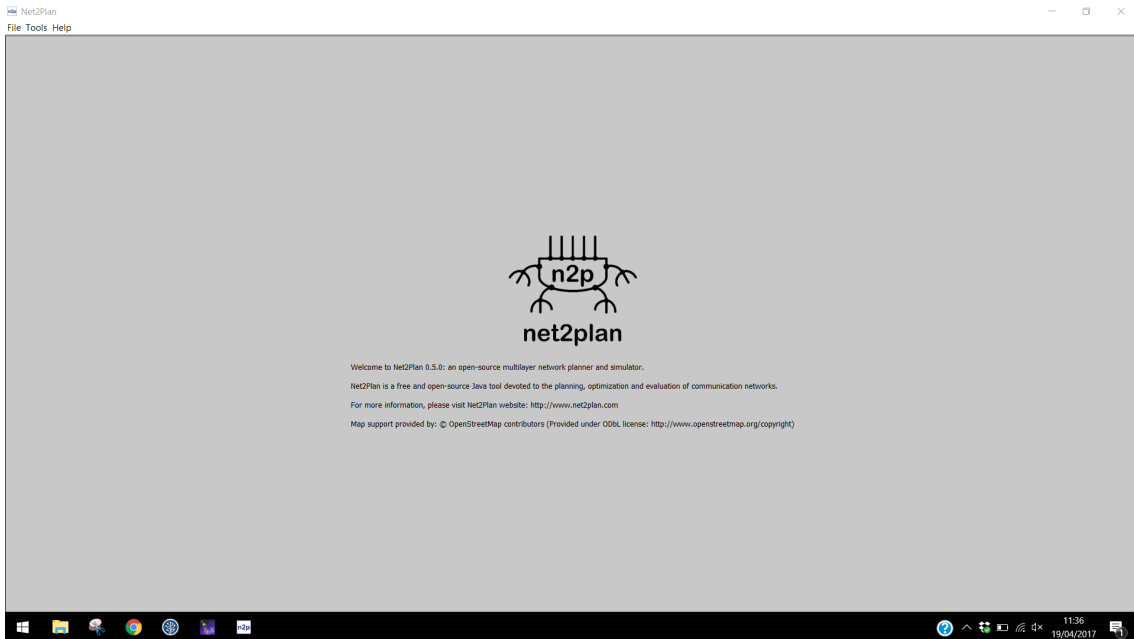 n2p Net2Plan
File Tools Help
n2p
net2plan
Welcome to Net2Plan 0.5.0: an open-source multilayer network planner and simulator.
Net2Plan is a free and open-source Java tool devoted to the planning, optimization and evaluation of communication networks.
For more information, please visit Net2Plan website: http://www.net2plan.com
Map support provided by: © OpenStreetMap contributors (Provided under ODbL license: http://www.openstreetmap.org/copyright)
n2p
11:36
19/04/2017
1